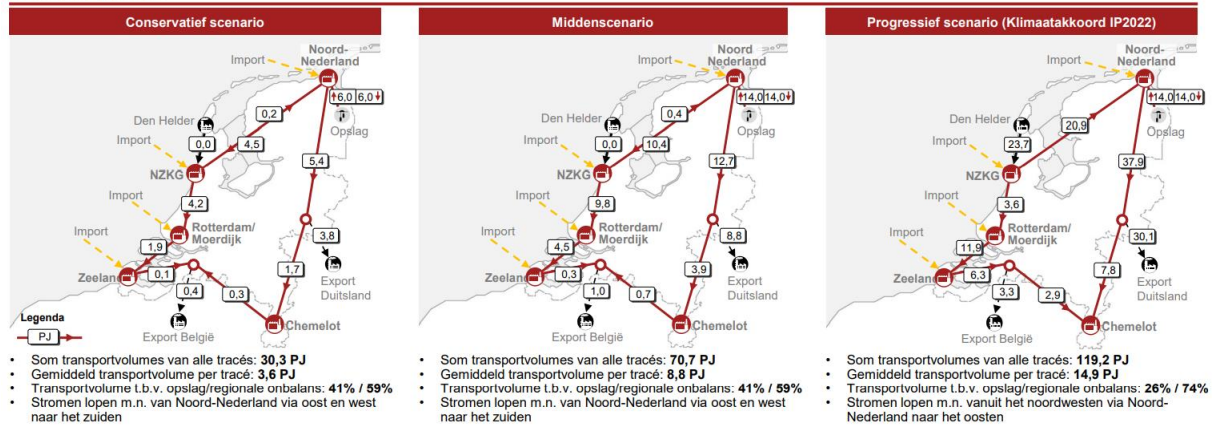 Conservatief scenario
Noord-
Nederland
Import
↑6,0 6,0↓
Opslag
Den Helder
0,2
0,0
4,5
Import
NZKG
5,4
Import
4,2
Rotterdam/
Moerdijk
Import
1,9
3,8
Zeelan
0,1
1,7
Export
Duitsland
0,4
0,3
Legenda
PJ
Chemelot
Export België
• Som transportvolumes van alle tracés: 30,3 PJ
• Gemiddeld transportvolume per tracé: 3,6 PJ
• Transportvolume t.b.v. opslag/regionale onbalans: 41% / 59%
• Stromen lopen m.n. van Noord-Nederland via oost en west
naar het zuiden
Middenscenario
Noord
Nederland
Import
↑14,0 14,0↓
Opslag
Den Helder
0,4
0,0
10,4
Import
NZKG
12,7
Import
9,8
Rotterdam/
Moerdijk
Import
4,5
8,8
Zeelan
0,3
3,9
Export
Duitsland
1,0
0,7
Chemelot
Export België
• Som transportvolumes van alle tracés: 70,7 PJ
• Gemiddeld transportvolume per tracé: 8,8 PJ
• Transportvolume t.b.v. opslag/regionale onbalans: 41% / 59%
• Stromen lopen m.n. van Noord-Nederland via oost en west
naar het zuiden
Progressief scenario (Klimaatakkoord IP2022)
Noord-
Nederland
Import
↑14,0 14,0↓
Opslag
Den Helder
20,9
23,7
Import
NZKG
37,9
Import
3,6
Rotterdam/
Moerdijk
Import
11,9
30,1
Zeelan
6,3
7,8
Export
Duitsland
3,3
2,9
Chemelot
Export België
• Som transportvolumes van alle tracés: 119,2 PJ
• Gemiddeld transportvolume per tracé: 14,9 PJ
• Transportvolume t.b.v. opslag/regionale onbalans: 26% / 74%
• Stromen lopen m.n. vanuit het noordwesten via Noord-
Nederland naar het oosten